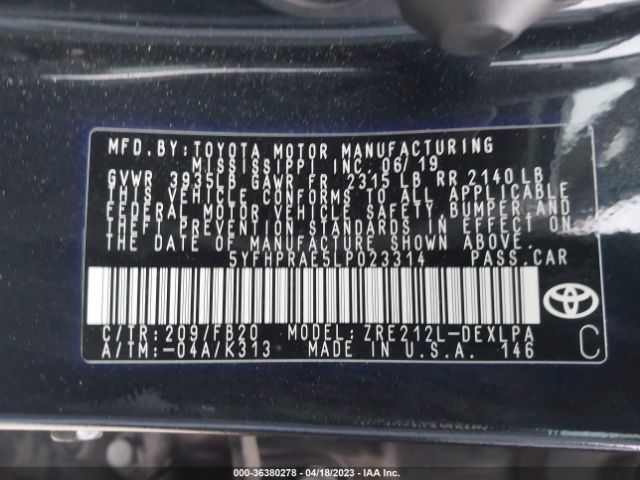 MFD.BY:TOYOTA MOTOR MANUFACTURING
MISSISSIPPI,INC. 06/19
GVWR 3935LB GAWR FR 2315 LB RR 2140 LB
THIS VEHICLE CONFORMS TO ALL APPLICABLE
FEDERAL MOTOR VEHICLE SAFETY,BUMPER,AND
THEFT PREVENTION STANDARDS IN EFFECT ON
THE DATE OF MANUFACTURE SHOWN ABOVE.
5YFHPRAE5LP023314 PASS.CAR
C/TR:209/FB20 MODEL:ZRE212L-DEXLPA
A/TM:-04A/K313 MADE IN U.S.A. 146 C
000-36380278 - 04/18/2023 - IAA Inc.